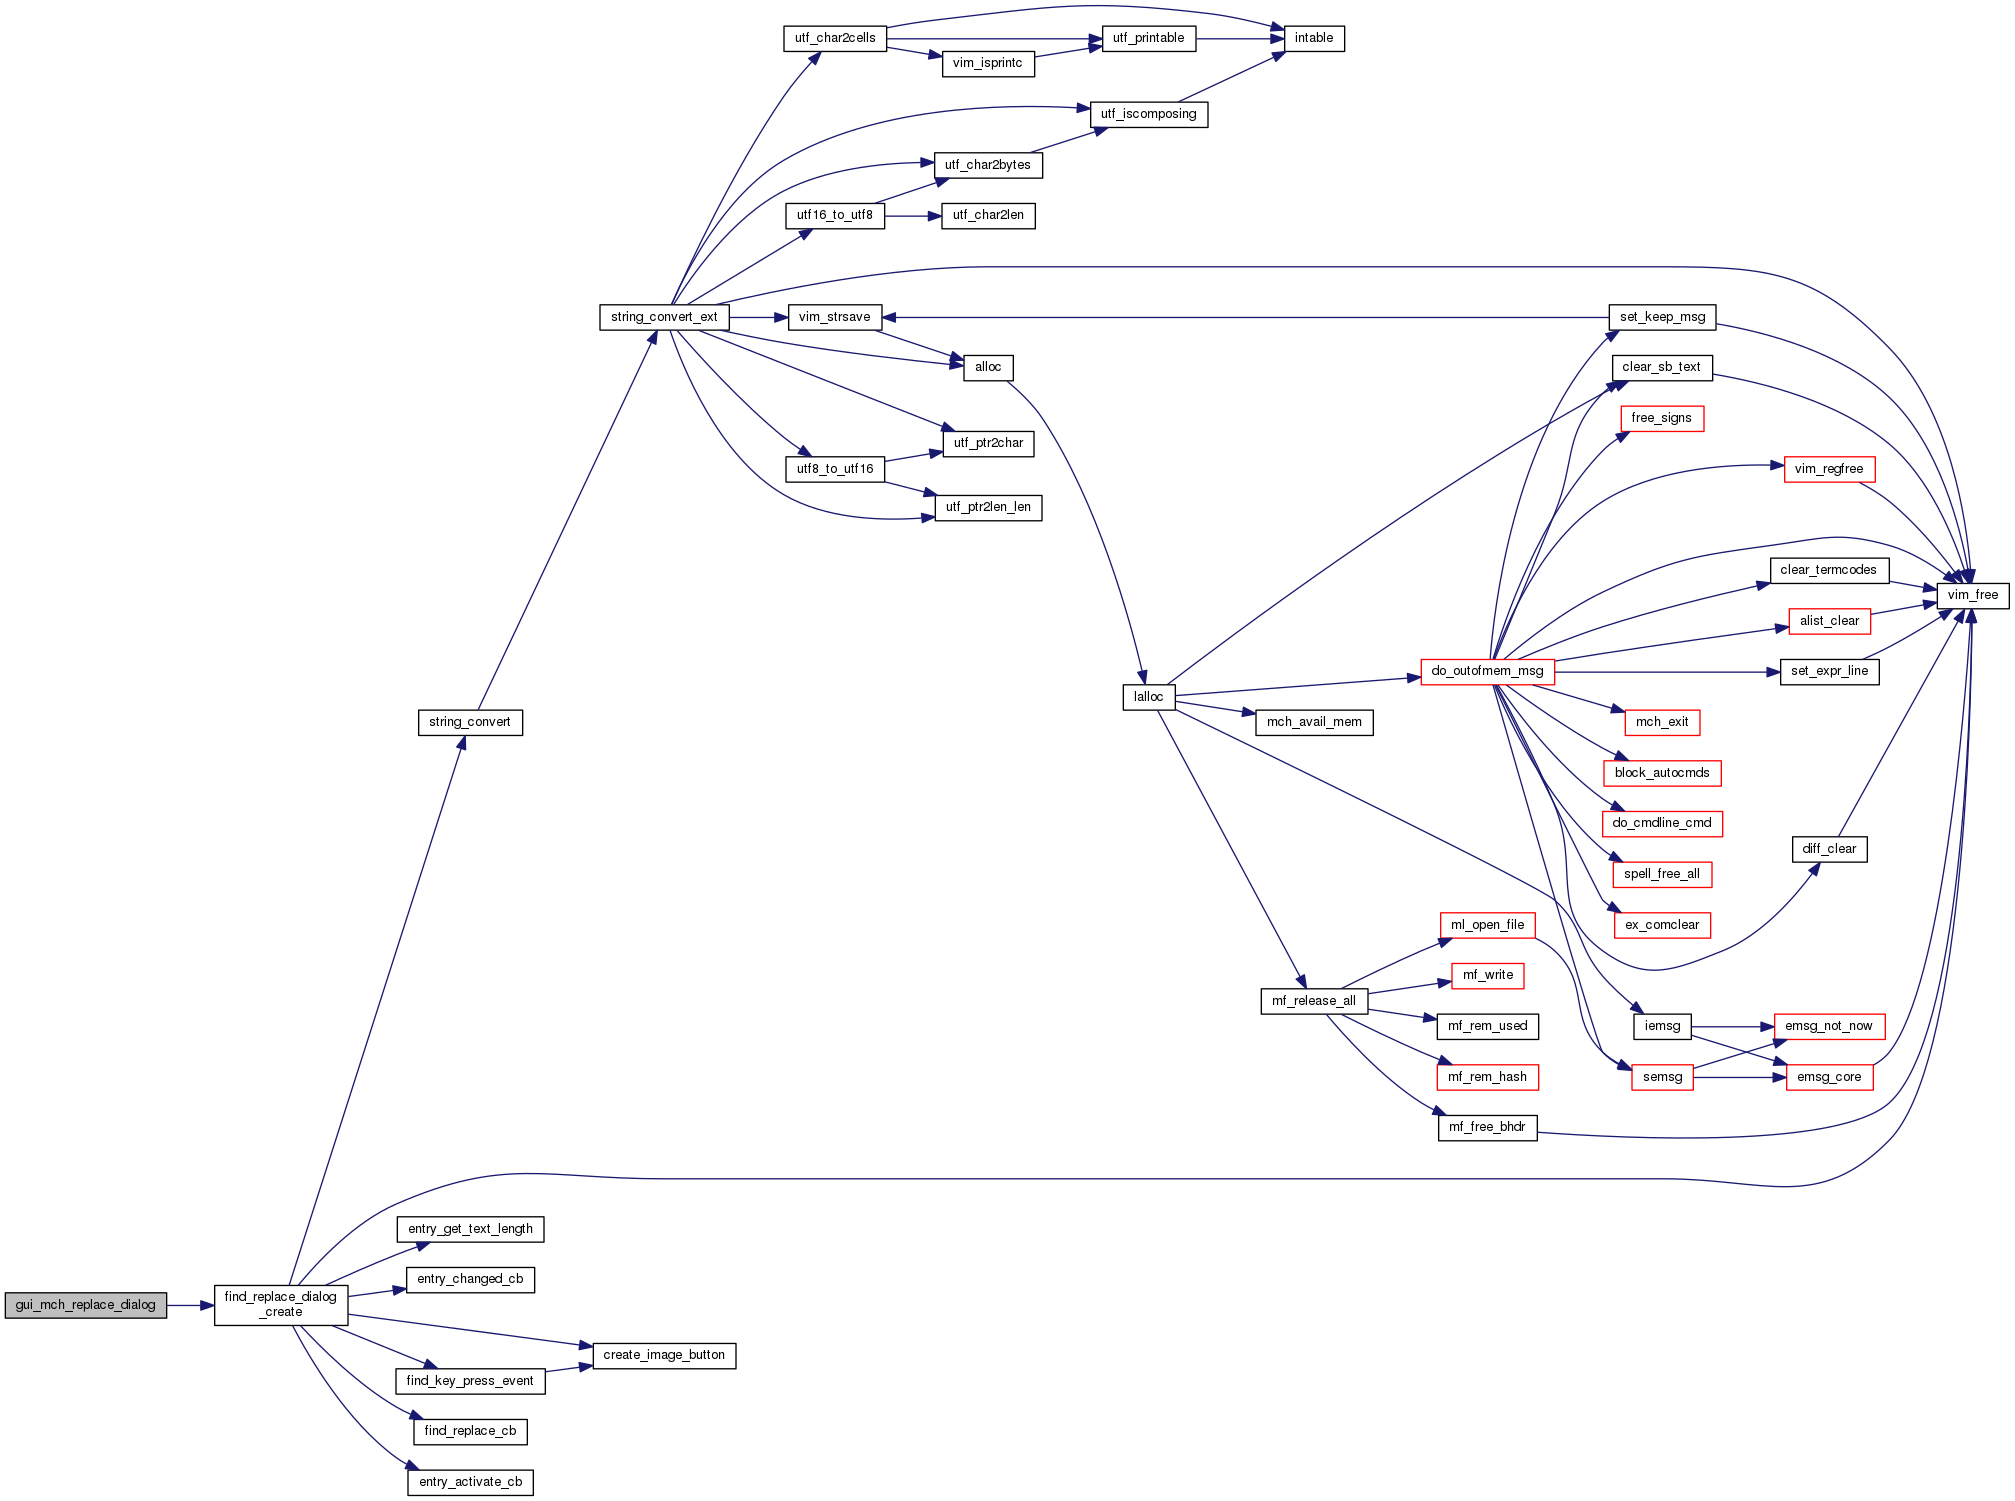 utf_char2cells
utf_printable
intable
vim_isprintc
utf_iscomposing
utf_char2bytes
utf16_to_utf8
utf_char2len
string_convert_ext
vim_strsave
set_keep_msg
alloc
clear_sb_text
free_signs
utf_ptr2char
utf8_to_utf16
vim_regfree
utf_ptr2len_len
clear_termcodes
vim_free
alist_clear
do_outofmem_msg
set_expr_line
lalloc
string_convert
mch_avail_mem
mch_exit
block_autocmds
do_cmdline_cmd
diff_clear
spell_free_all
ml_open_file
ex_comclear
mf_write
mf_release_all
mf_rem_used
iemsg
emsg_not_now
mf_rem_hash
semsg
emsg_core
mf_free_bhdr
entry_get_text_length
entry_changed_cb
gui_mch_replace_dialog
find_replace_dialog
_create
create_image_button
find_key_press_event
find_replace_cb
entry_activate_cb